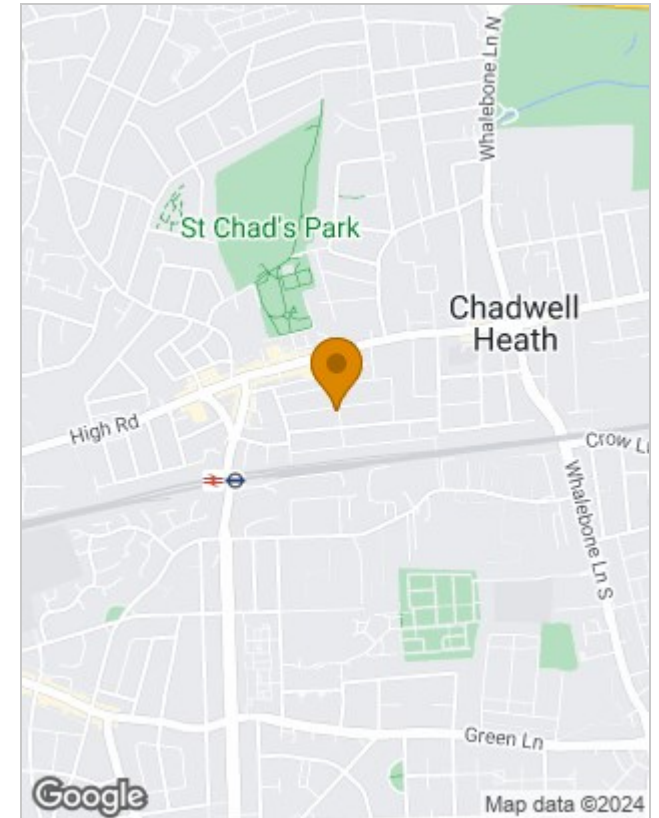 Whalebone Ln N
St Chad's Park
Chadwell
Heath
High Rd
Crow L
Whalebone Ln S
Green Ln
Google
Map data ©2024